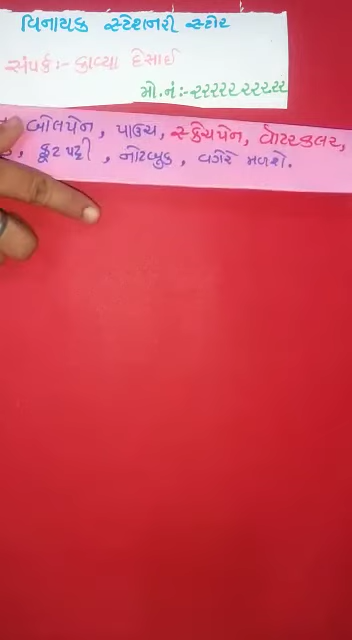 વિનાયક સ્ટેશનરી સ્ટોર
સંપર્ક:- કાવ્યા દેસાઈ
મો.નં:-૨૨૨૨૨૨૨૨૨૨
બોલપેન, પાઉચ, સ્કેચપેન, વોટરકલર,
, ફૂટપટ્ટી, નોટબુક, વગેરે મળશે.